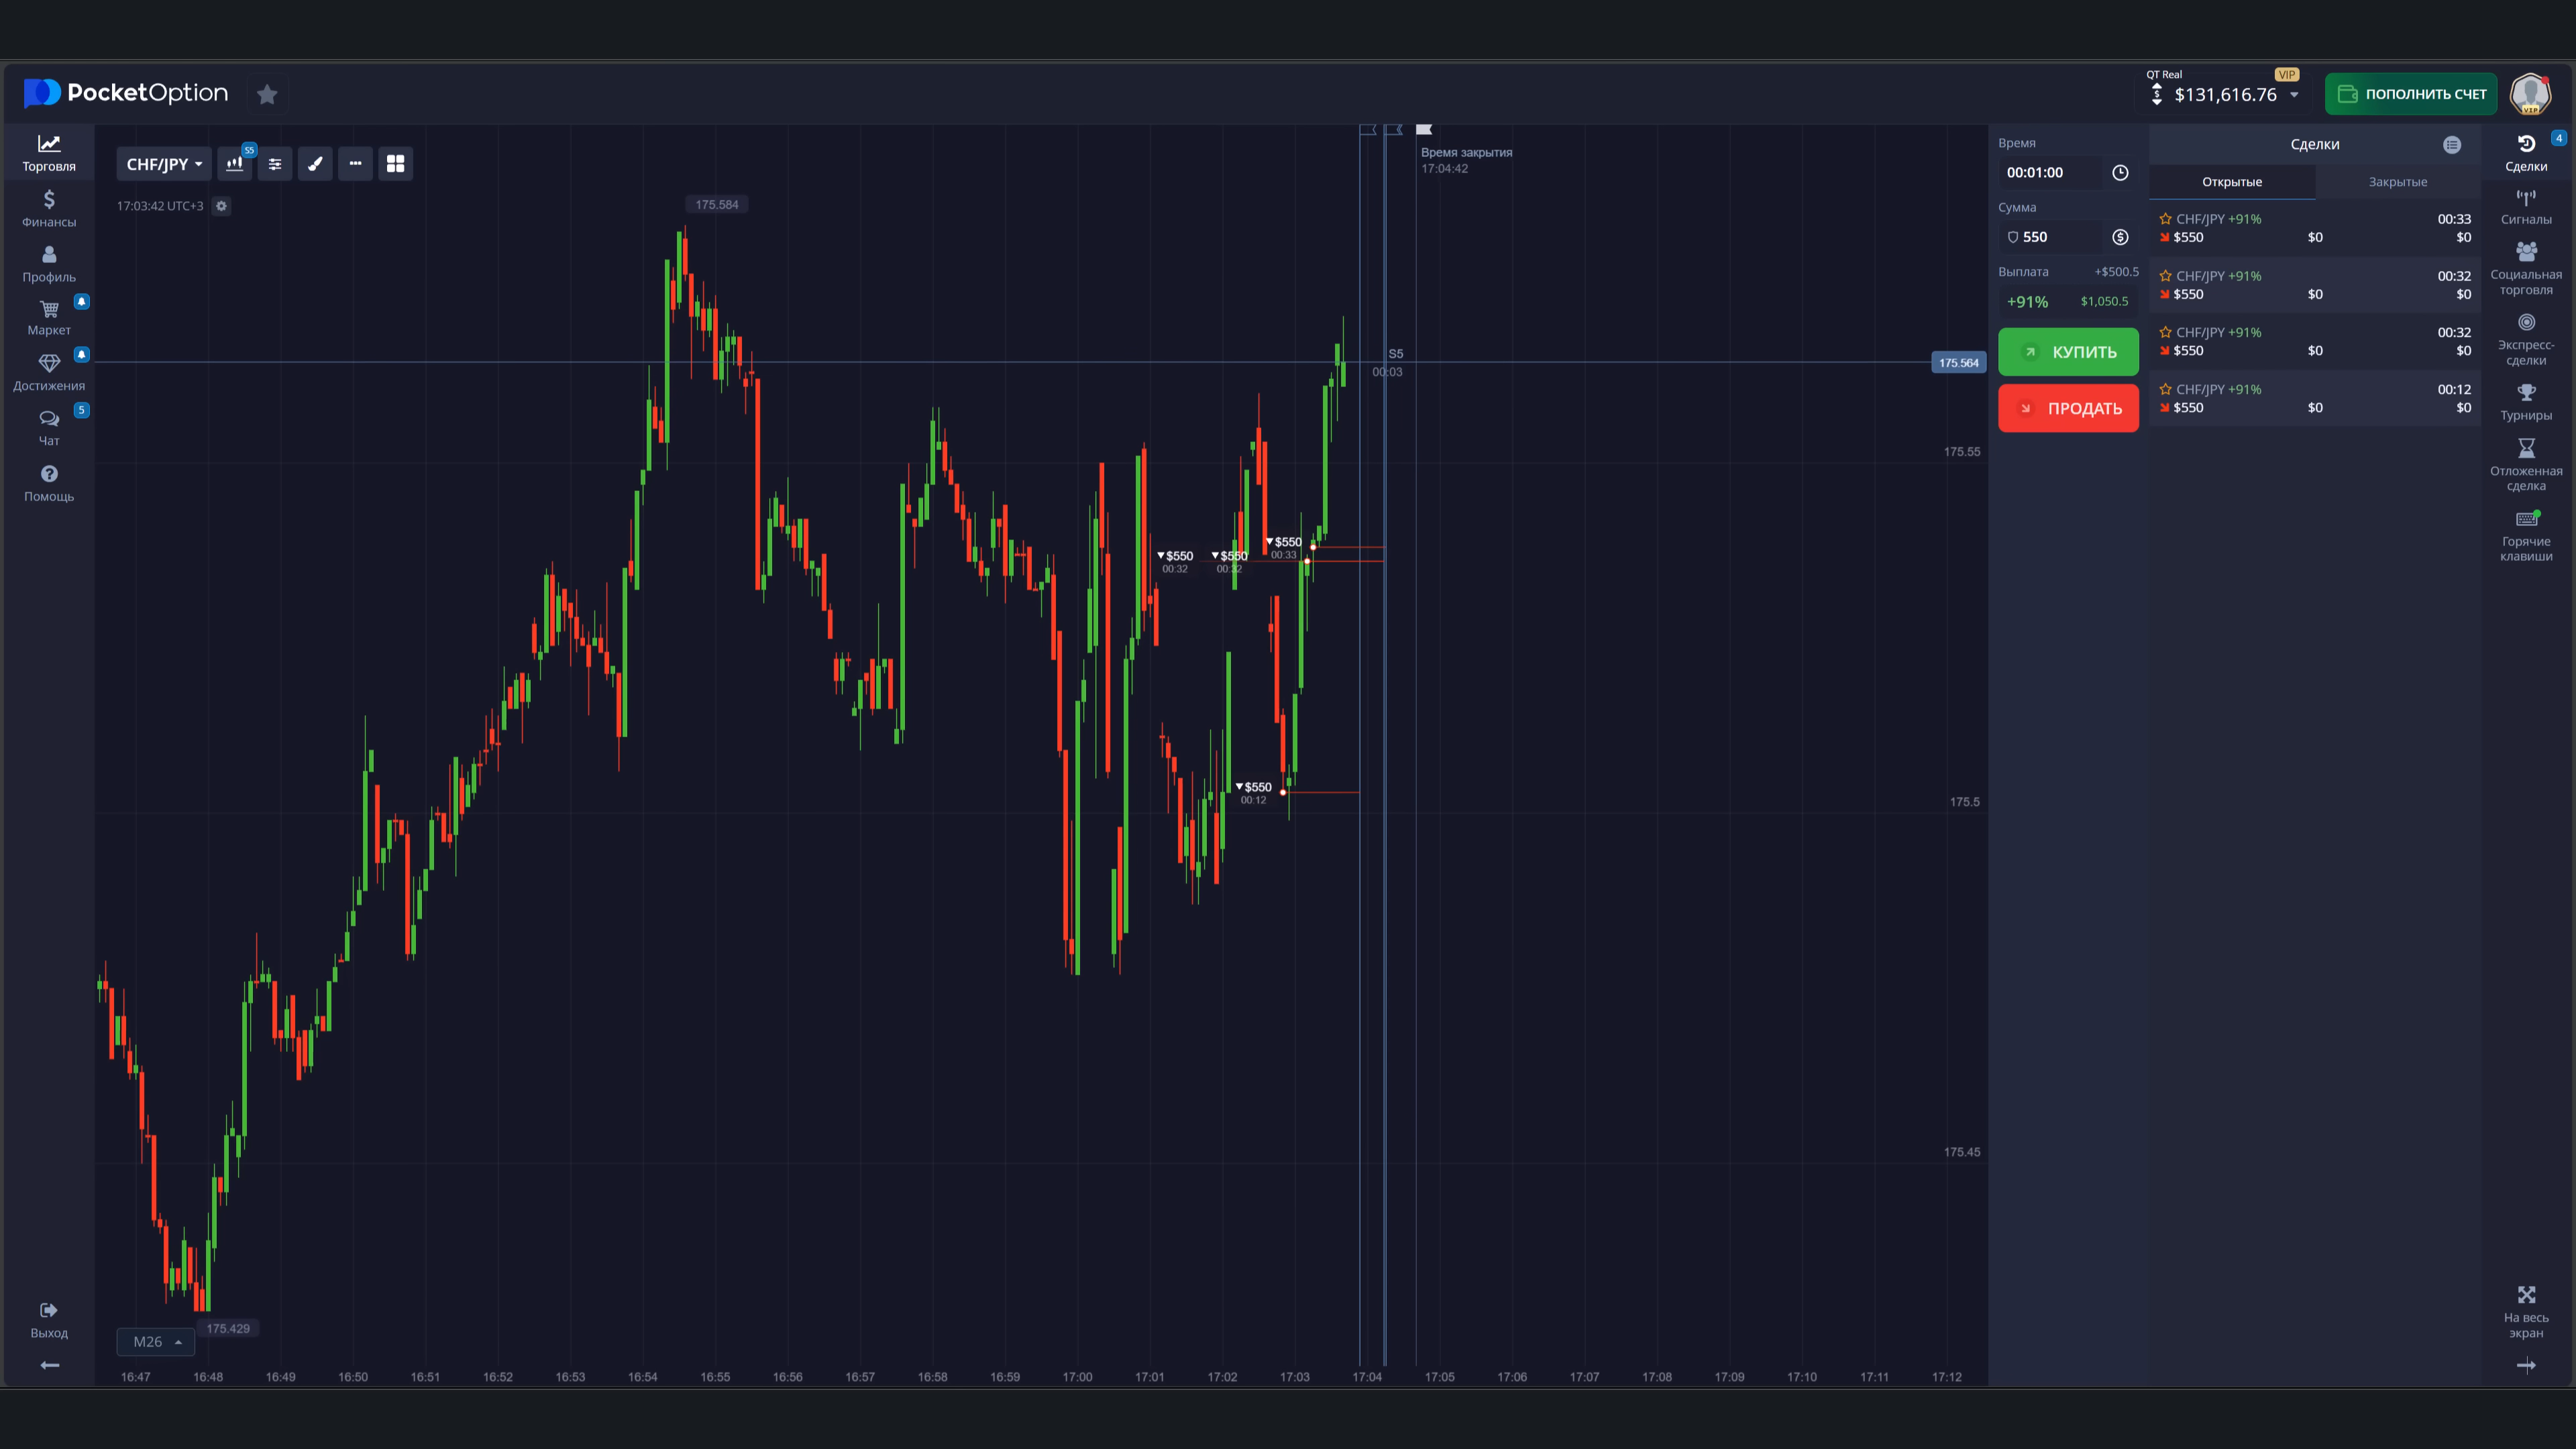 PocketOption
QT Real
VIP
$131,616.76
ПОПОЛНИТЬ СЧЕТ
VIP
Торговля
Финансы
Профиль
Маркет
Достижения
5
Чат
Помощь
Выход
CHF/JPY
S5
17:03:42 UTC+3
175.584
Время закрытия
17:04:42
S5
00:03
175.564
175.55
175.5
175.45
▼$550
00:32
▼$550
00:32
▼$550
00:33
▼$550
00:12
175.429
M26
16:47 16:48 16:49 16:50 16:51 16:52 16:53 16:54 16:55 16:56 16:57 16:58 16:59 17:00 17:01 17:02 17:03 17:04 17:05 17:06 17:07 17:08 17:09 17:10 17:11 17:12
Время
00:01:00
Сумма
550
Выплата +$500.5
+91% $1,050.5
КУПИТЬ
ПРОДАТЬ
Сделки
Открытые Закрытые
CHF/JPY +91% 00:33
$550 $0 $0
CHF/JPY +91% 00:32
$550 $0 $0
CHF/JPY +91% 00:32
$550 $0 $0
CHF/JPY +91% 00:12
$550 $0 $0
4
Сделки
Сигналы
Социальная
торговля
Экспресс-
сделки
Турниры
Отложенная
сделка
Горячие
клавиши
На весь
экран